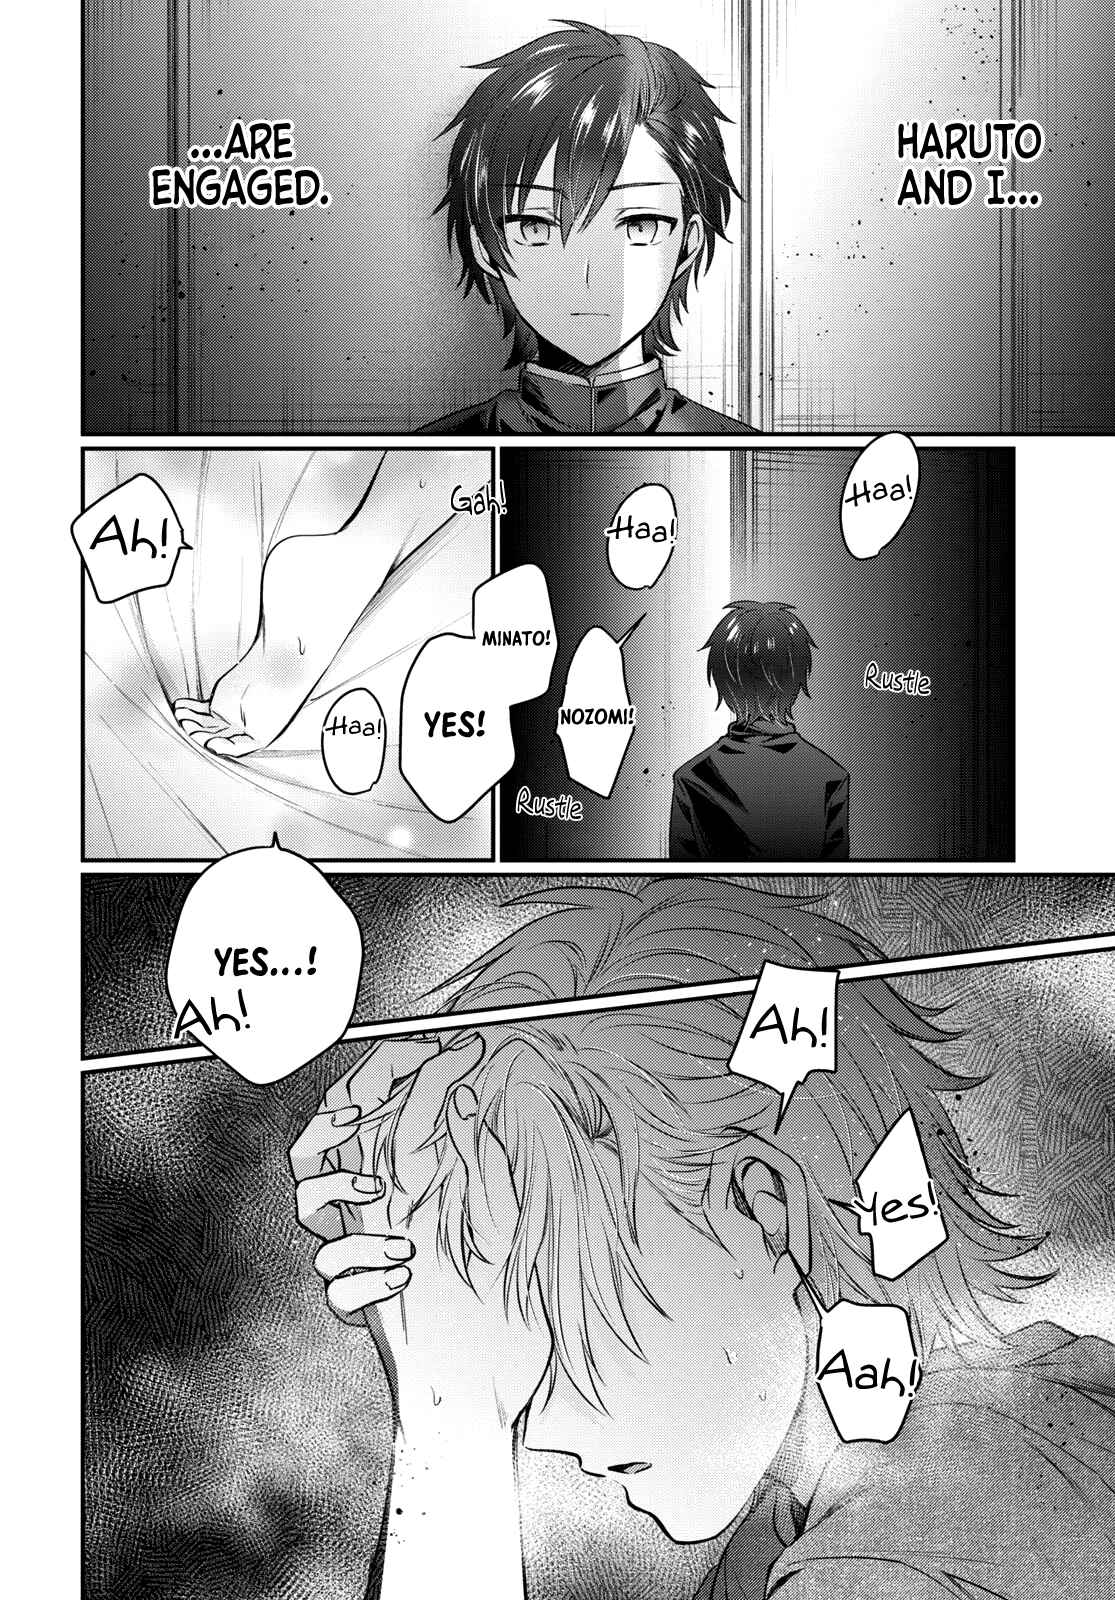 HARUTO
AND I...
...ARE
ENGAGED.
Haa!
Haa!
Rustle
NOZOMI!
Rustle
MINATO!
YES!
Gah!
Ah!
Haa!
YES...!
Ah!
Ah!
Yes!
Aah!